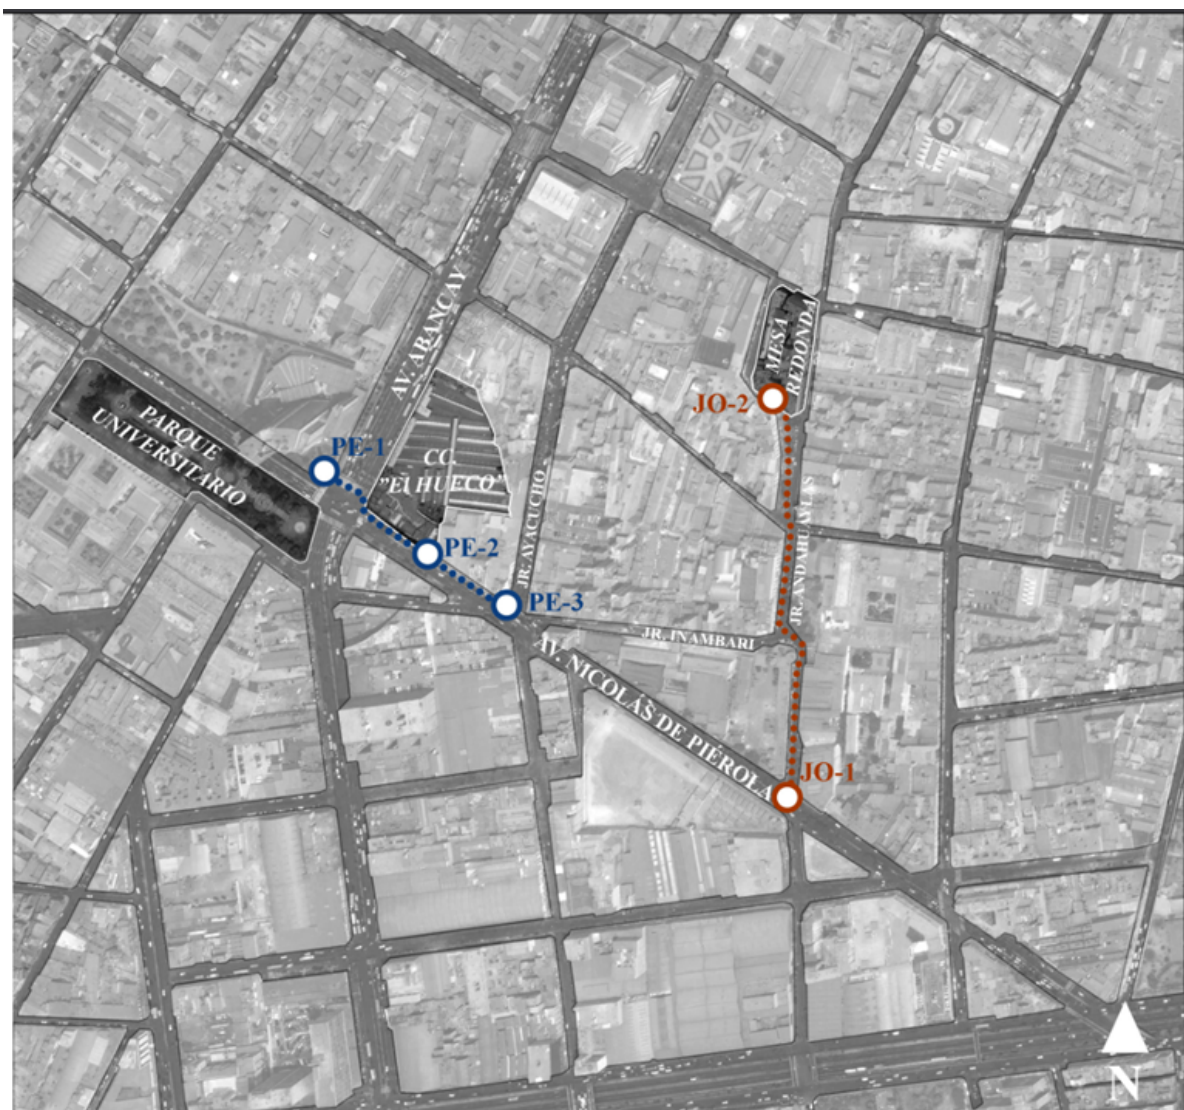 AV. ABANCAY
MESA
REDONDA
JO-2
PARQUE
UNIVERSITARIO
PE-1
CC.
"El HUECO"
JR. AYACUCHO
JR. ANDAHUAYLAS
PE-2
PE-3
JR. INAMBARI
AV. NICOLÁS DE PIÉROLA
JO-1
N